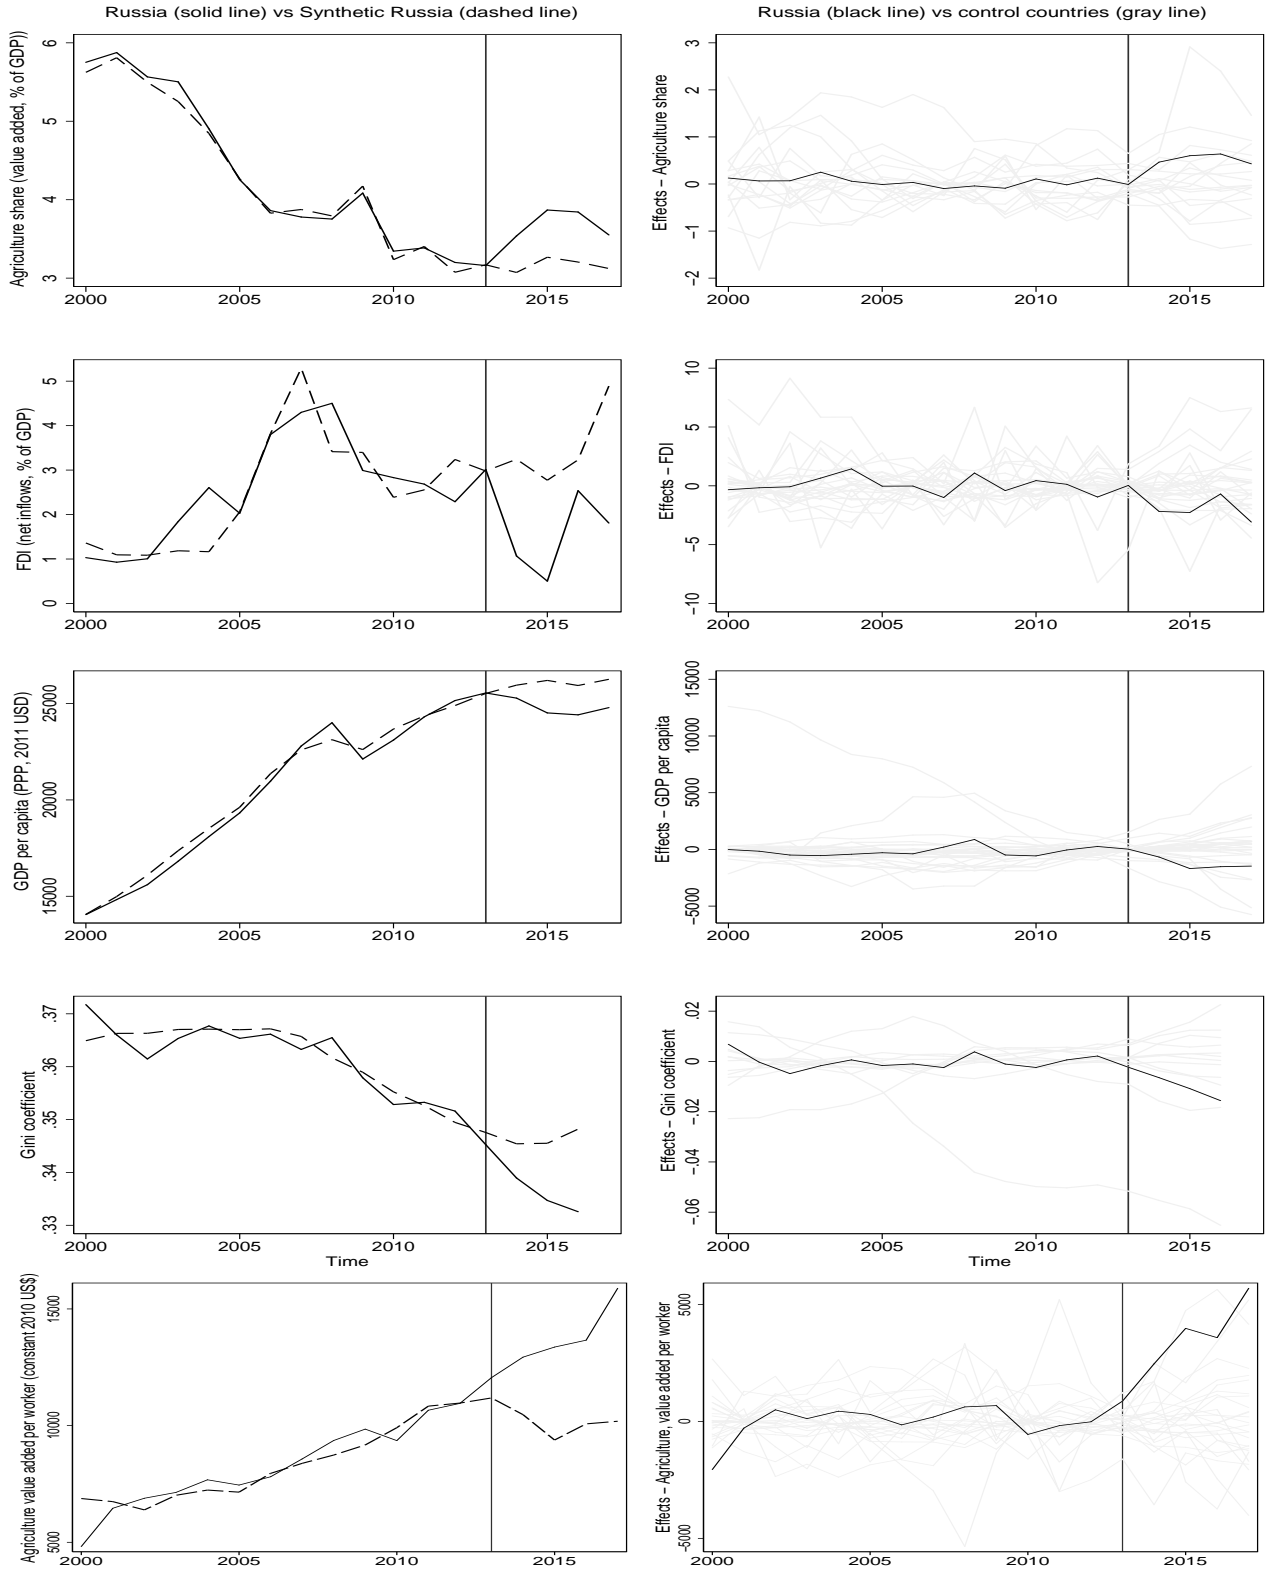 Russia (solid line) vs Synthetic Russia (dashed line)
Agriculture share (value added, % of GDP))
6
5
4
3
2000 2005 2010 2015
Russia (black line) vs control countries (gray line)
Effects − Agriculture share
3
2
1
0
−1
−2
2000 2005 2010 2015
FDI (net inflows, % of GDP)
5
4
3
2
1
0
2000 2005 2010 2015
Effects − FDI
10
5
0
−5
−10
2000 2005 2010 2015
GDP per capita (PPP, 2011 USD)
25000
20000
15000
2000 2005 2010 2015
Effects − GDP per capita
15000
10000
5000
0
−5000
2000 2005 2010 2015
Gini coefficient
.37
.36
.35
.34
.33
2000 2005 2010 2015
Time
Effects − Gini coefficient
.02
0
−.02
−.04
−.06
2000 2005 2010 2015
Time
Agriculture value added per worker (constant 2010 US$)
15000
10000
5000
2000 2005 2010 2015
Effects − Agriculture, value added per worker
5000
0
−5000
2000 2005 2010 2015